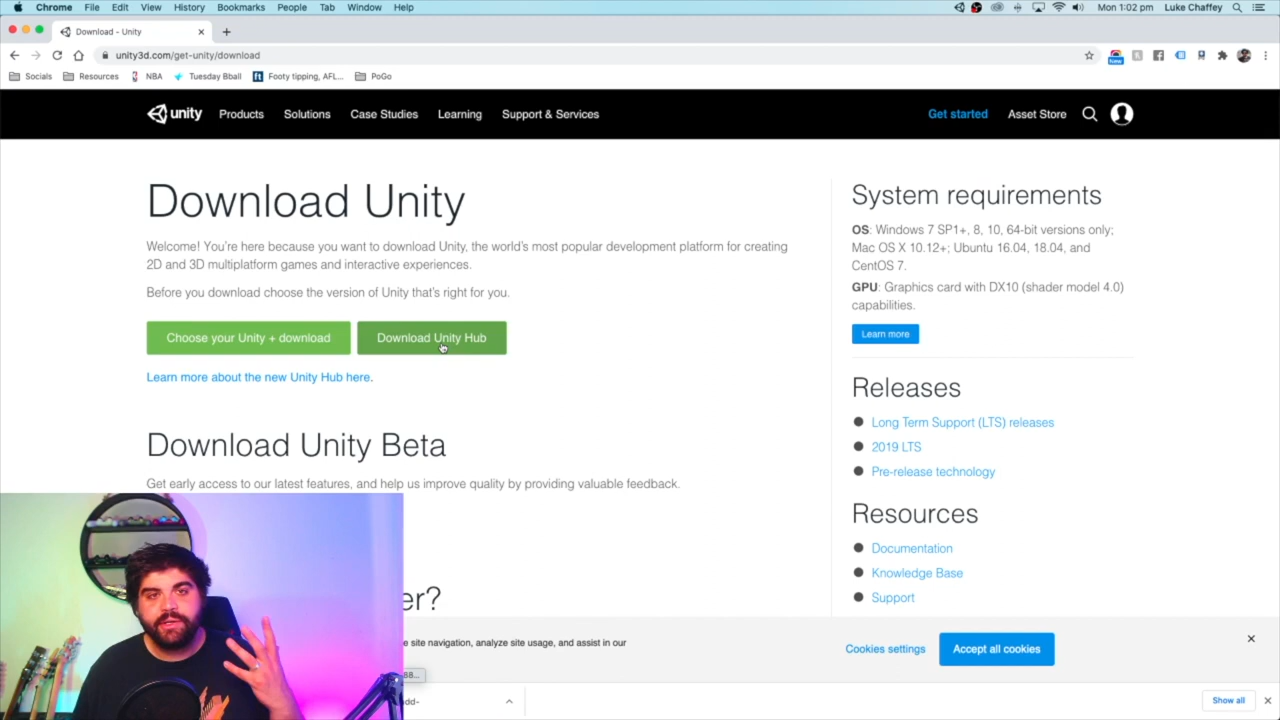 Chrome File Edit View History Bookmarks People Tab Window Help Mon 1:02 pm Luke Chaffey
Download - Unity
unity3d.com/get-unity/download
New
Socials Resources NBA Tuesday Bball Footy tipping, AFL... PoGo
unity Products Solutions Case Studies Learning Support & Services Get started Asset Store
Download Unity
Welcome! You're here because you want to download Unity, the world's most popular development platform for creating
2D and 3D multiplatform games and interactive experiences.
Before you download choose the version of Unity that's right for you.
Choose your Unity + download Download Unity Hub
Learn more about the new Unity Hub here.
Download Unity Beta
Get early access to our latest features, and help us improve quality by providing valuable feedback.
er?
System requirements
OS: Windows 7 SP1+, 8, 10, 64-bit versions only;
Mac OS X 10.12+; Ubuntu 16.04, 18.04, and
CentOS 7.
GPU: Graphics card with DX10 (shader model 4.0)
capabilities.
Learn more
Releases
Long Term Support (LTS) releases
2019 LTS
Pre-release technology
Resources
Documentation
Knowledge Base
Support
e site navigation, analyze site usage, and assist in our
Cookies settings Accept all cookies
88...
dd-
Show all